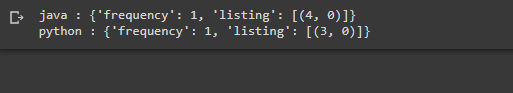 java : {'frequency': 1, 'listing': [(4, 0)]}
python : {'frequency': 1, 'listing': [(3, 0)]}